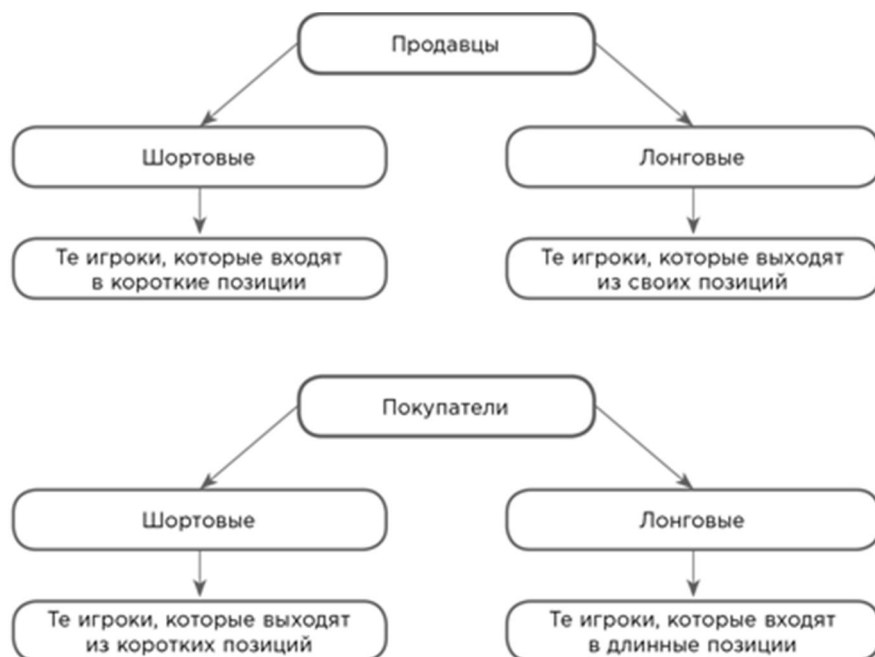 Продавцы
Шортовые
Лонговые
Те игроки, которые входят
в короткие позиции
Те игроки, которые выходят
из своих позиций
Покупатели
Шортовые
Лонговые
Те игроки, которые выходят
из коротких позиций
Те игроки, которые входят
в длинные позиции